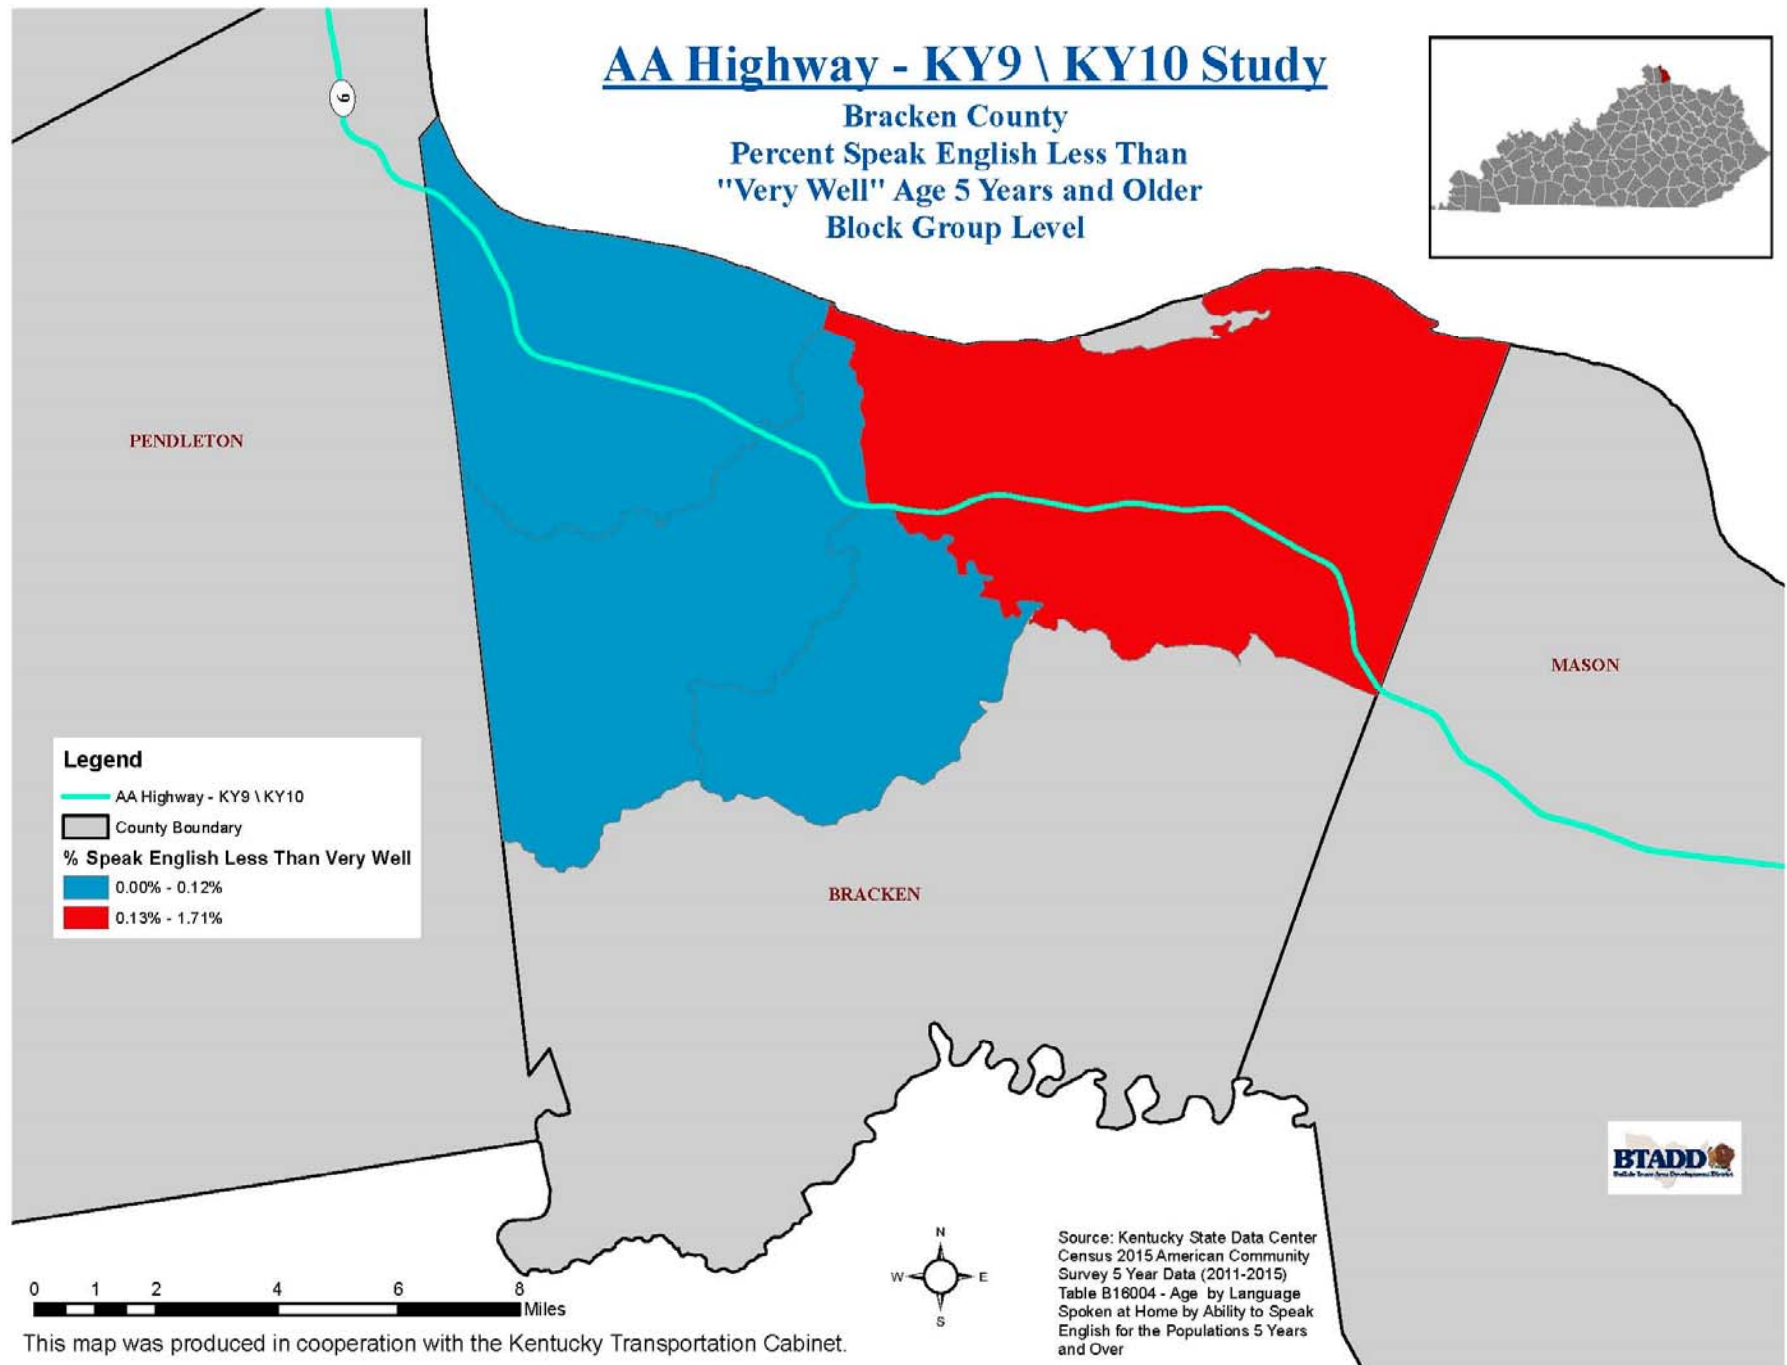 AA Highway - KY9 \ KY10 Study
Bracken County
Percent Speak English Less Than
"Very Well" Age 5 Years and Older
Block Group Level
9
PENDLETON
MASON
BRACKEN
Legend
AA Highway - KY9 \ KY10
County Boundary
% Speak English Less Than Very Well
0.00% - 0.12%
0.13% - 1.71%
BTADD
Buffalo Trace Area Development District
N
W E
S
Source: Kentucky State Data Center
Census 2015 American Community
Survey 5 Year Data (2011-2015)
Table B16004 - Age by Language
Spoken at Home by Ability to Speak
English for the Populations 5 Years
and Over
0 1 2 4 6 8
Miles
This map was produced in cooperation with the Kentucky Transportation Cabinet.